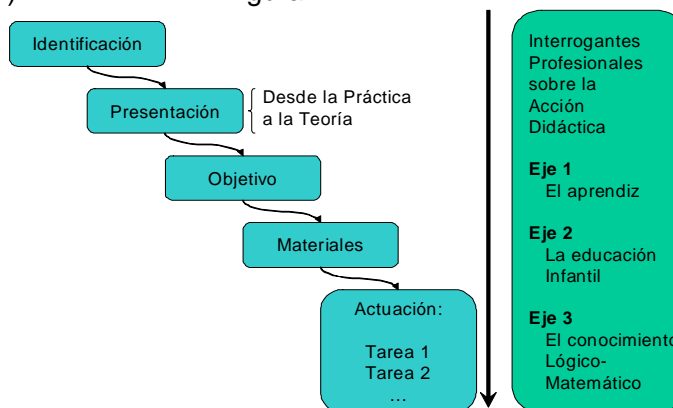 Identificación
Presentación
Desde la Práctica
a la Teoría
Objetivo
Materiales
Actuación:
Tarea 1
Tarea 2
…
Interrogantes
Profesionales
sobre la
Acción
Didáctica
Eje 1
El aprendiz
Eje 2
La educación
Infantil
Eje 3
El conocimiento
Lógico-
Matemático